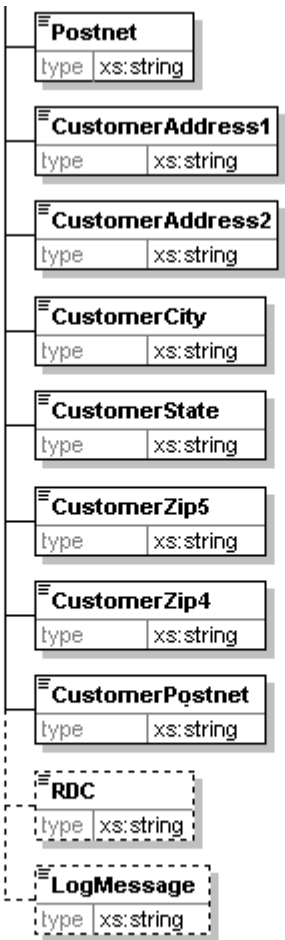 Postnet
type xs:string
CustomerAddress1
type xs:string
CustomerAddress2
type xs:string
CustomerCity
type xs:string
CustomerState
type xs:string
CustomerZip5
type xs:string
CustomerZip4
type xs:string
CustomerPostnet
type xs:string
RDC
type xs:string
LogMessage
type xs:string